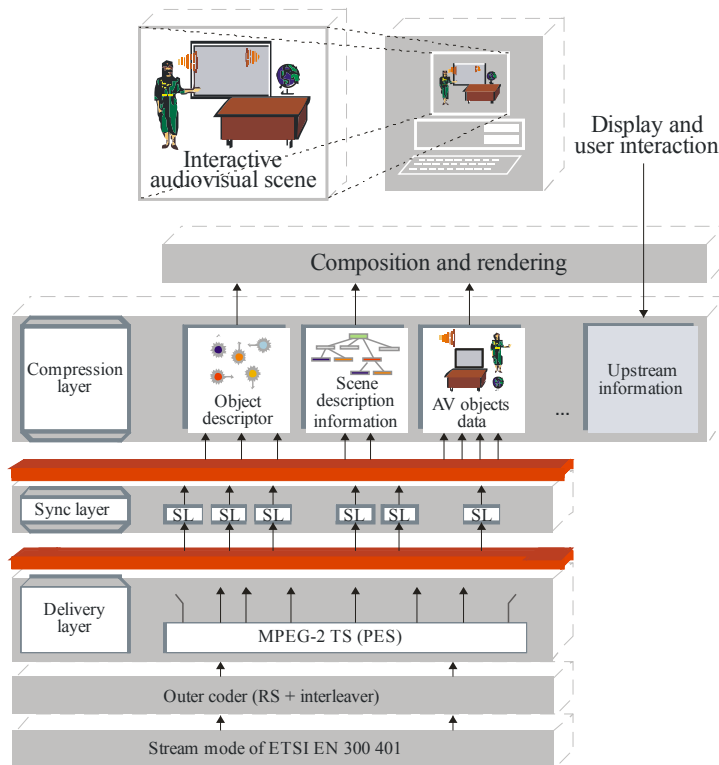 Interactive
audiovisual scene
Display and
user interaction
Composition and rendering
Compression
layer
Object
descriptor
Scene
description
information
AV objects
data
...
Upstream
information
Sync layer
SL
SL
SL
SL
SL
SL
Delivery
layer
MPEG-2 TS (PES)
Outer coder (RS + interleaver)
Stream mode of ETSI EN 300 401